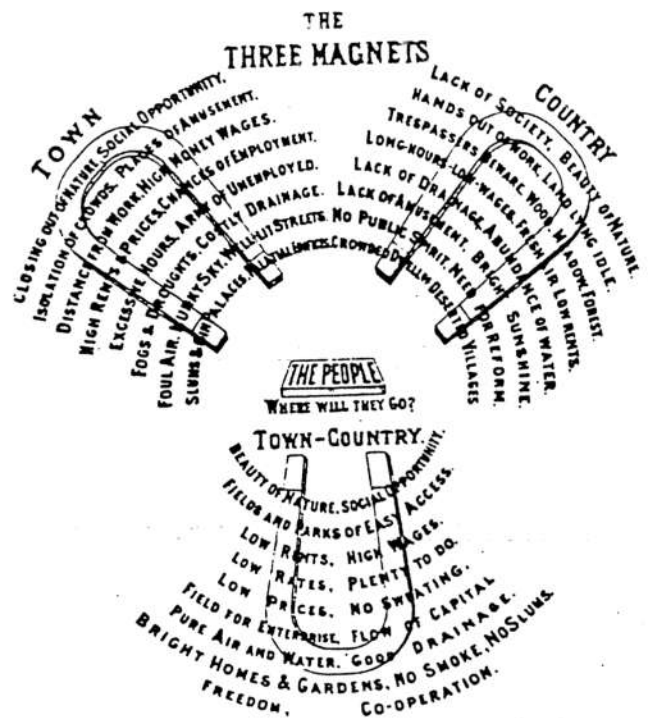 THE
THREE MAGNETS
TOWN
CLOSING OUT OF NATURE. SOCIAL OPPORTUNITY.
ISOLATION OF CROWDS. PLACES OF AMUSEMENT.
DISTANCE FROM WORK. HIGH MONEY WAGES.
HIGH RENTS & PRICES. CHANCES OF EMPLOYMENT.
EXCESSIVE HOURS. ARMY OF UNEMPLOYED.
FOGS & DROUGHTS. COSTLY DRAINAGE.
FOUL AIR. MURKY SKY. WELL-LIT STREETS.
SLUMS & GIN PALACES. PALATIAL EDIFICES.
COUNTRY
LACK OF SOCIETY. BEAUTY OF NATURE.
HANDS OUT OF WORK. LAND LYING IDLE.
TRESPASSERS BEWARE. WOOD, MEADOW, FOREST.
LONG-HOURS-LOW-WAGES. FRESH AIR. LOW RENTS.
LACK OF DRAINAGE. ABUNDANCE OF WATER.
LACK OF AMUSEMENT. BRIGHT SUNSHINE.
NO PUBLIC SPIRIT. NEED FOR REFORM.
CROWDED DESERTED VILLAGES
THE PEOPLE
WHERE WILL THEY GO?
TOWN-COUNTRY.
BEAUTY OF NATURE. SOCIAL OPPORTUNITY.
FIELDS AND PARKS OF EASY ACCESS.
LOW RENTS, HIGH WAGES.
LOW RATES, PLENTY TO DO.
LOW PRICES, NO SWEATING.
FIELD FOR ENTERPRISE, FLOW OF CAPITAL
PURE AIR AND WATER. GOOD DRAINAGE.
BRIGHT HOMES & GARDENS, NO SMOKE, NO SLUMS.
FREEDOM, CO-OPERATION.